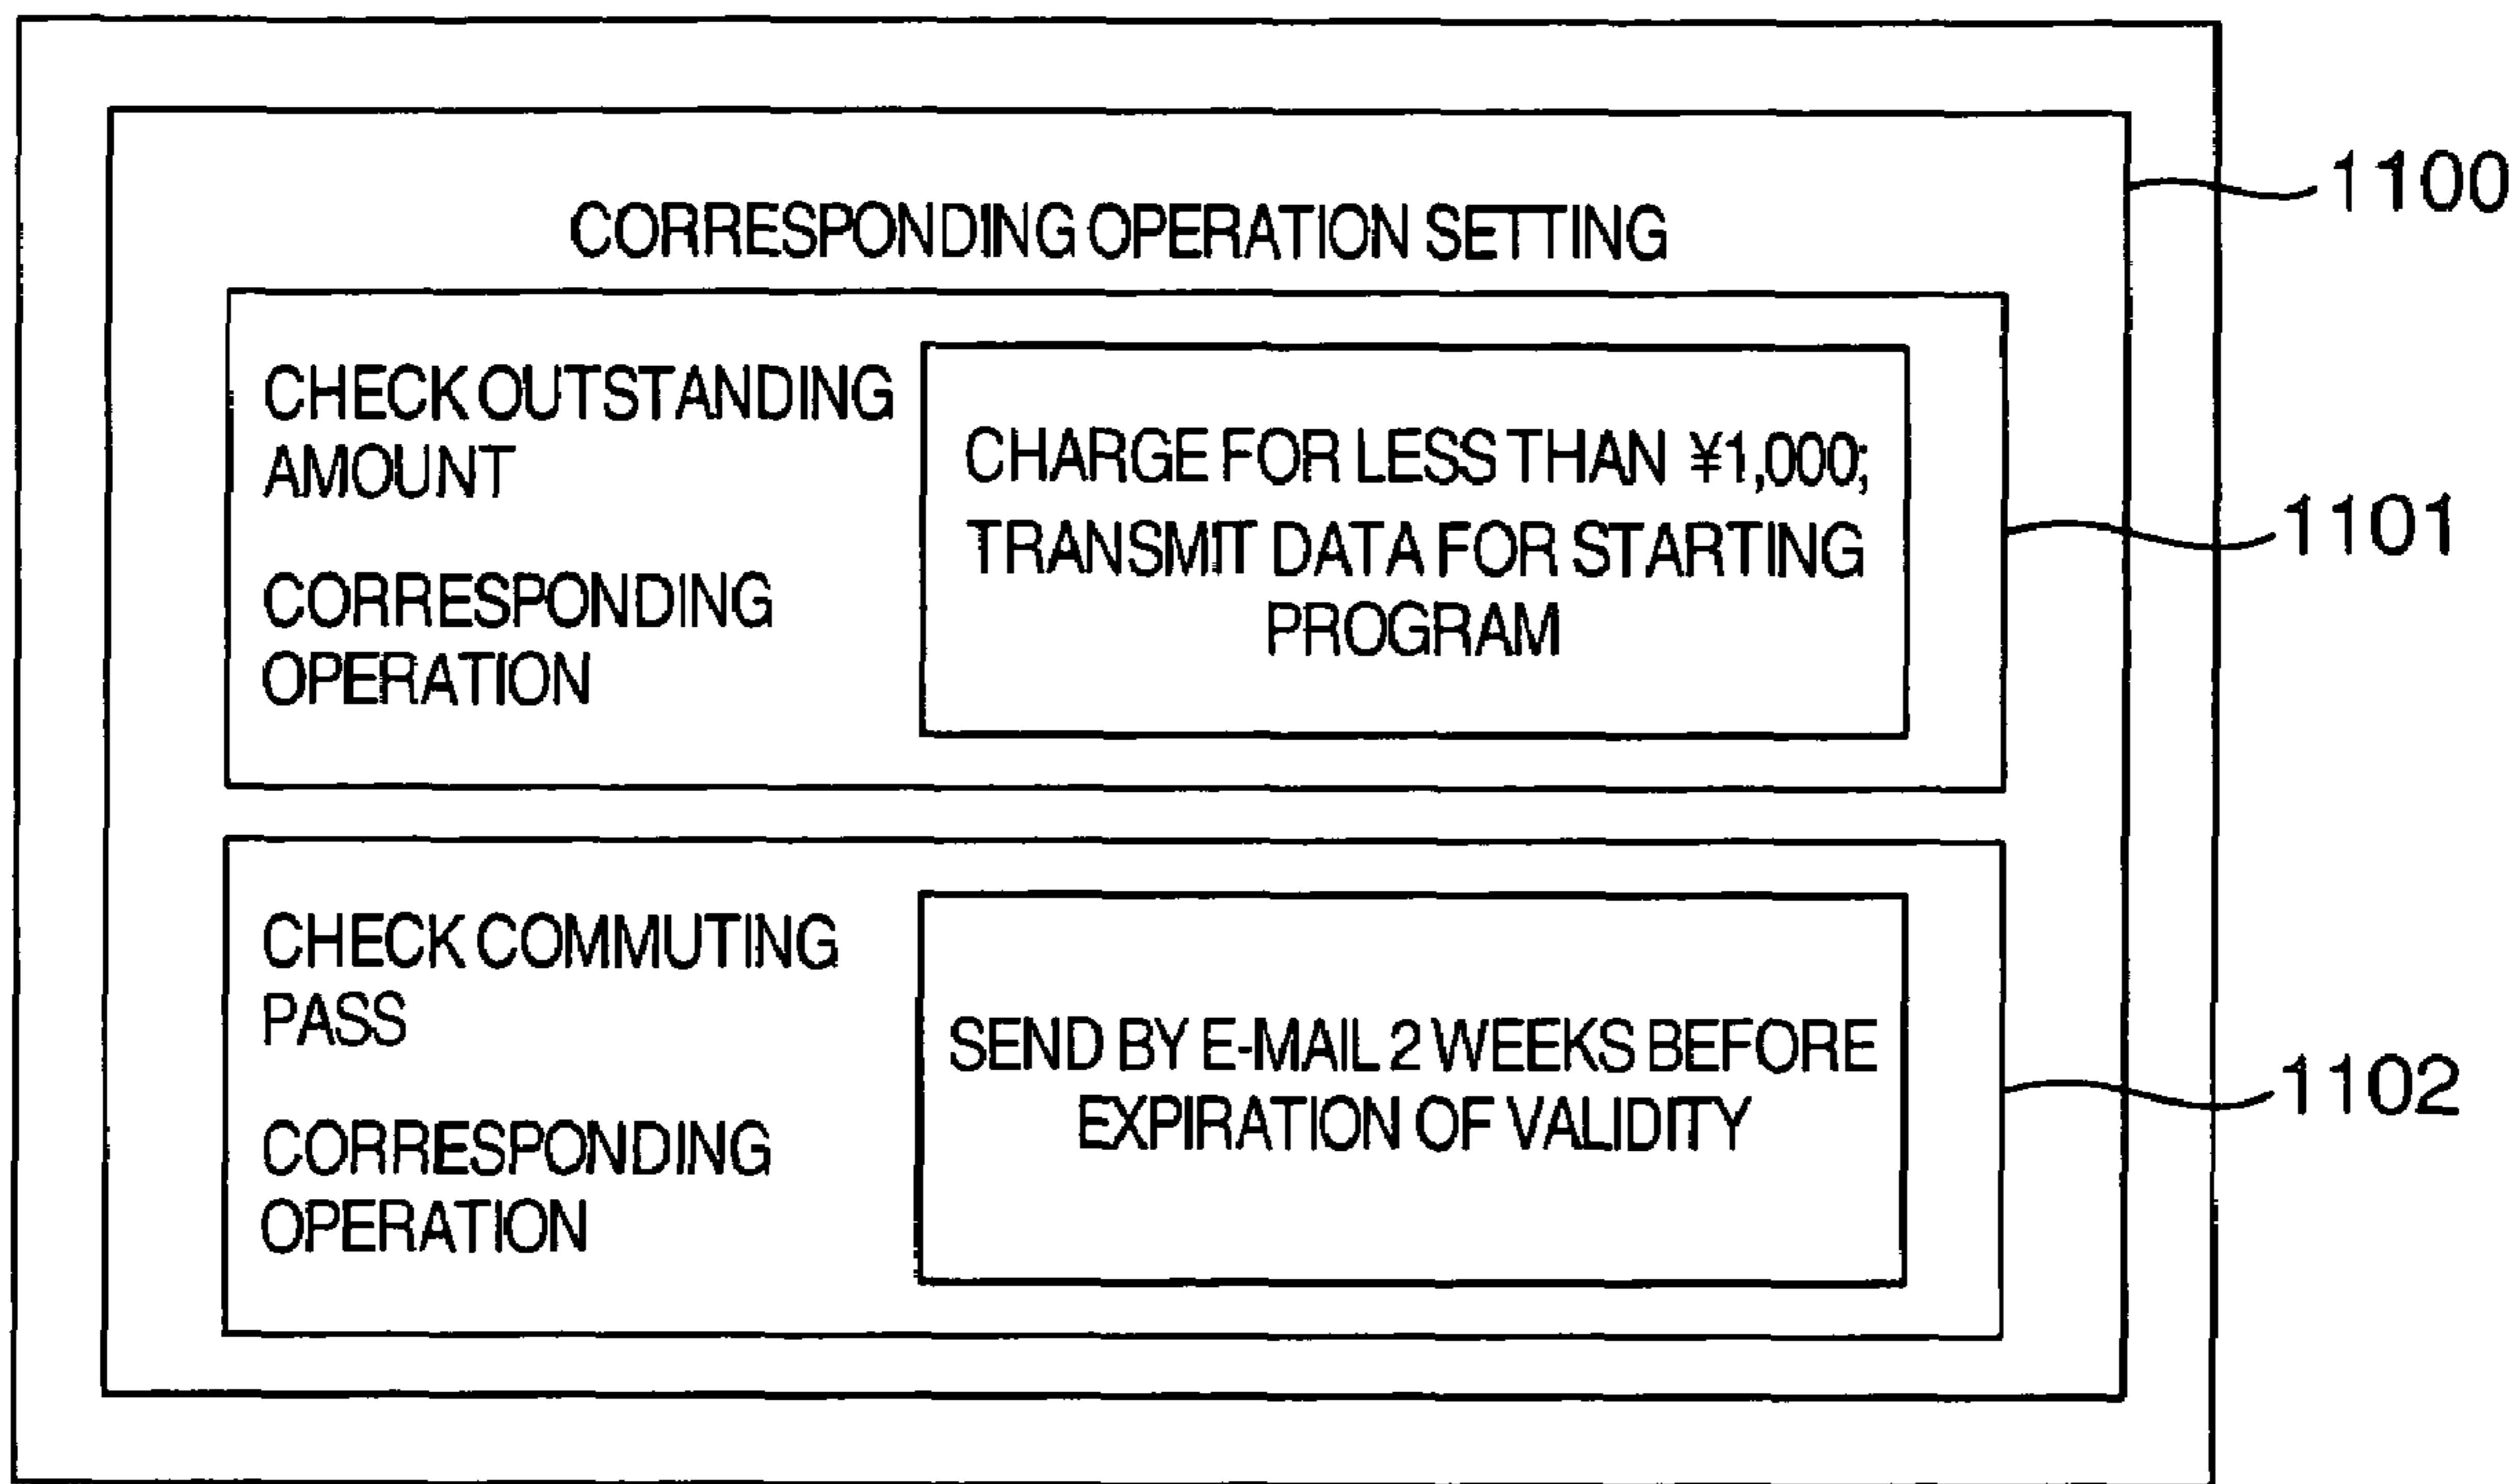 CORRESPONDING OPERATION SETTING
1100
CHECK OUTSTANDING
AMOUNT
CORRESPONDING
OPERATION
CHARGE FOR LESS THAN ¥1,000;
TRANSMIT DATA FOR STARTING
PROGRAM
1101
CHECK COMMUTING
PASS
CORRESPONDING
OPERATION
SEND BY E-MAIL 2 WEEKS BEFORE
EXPIRATION OF VALIDITY
1102